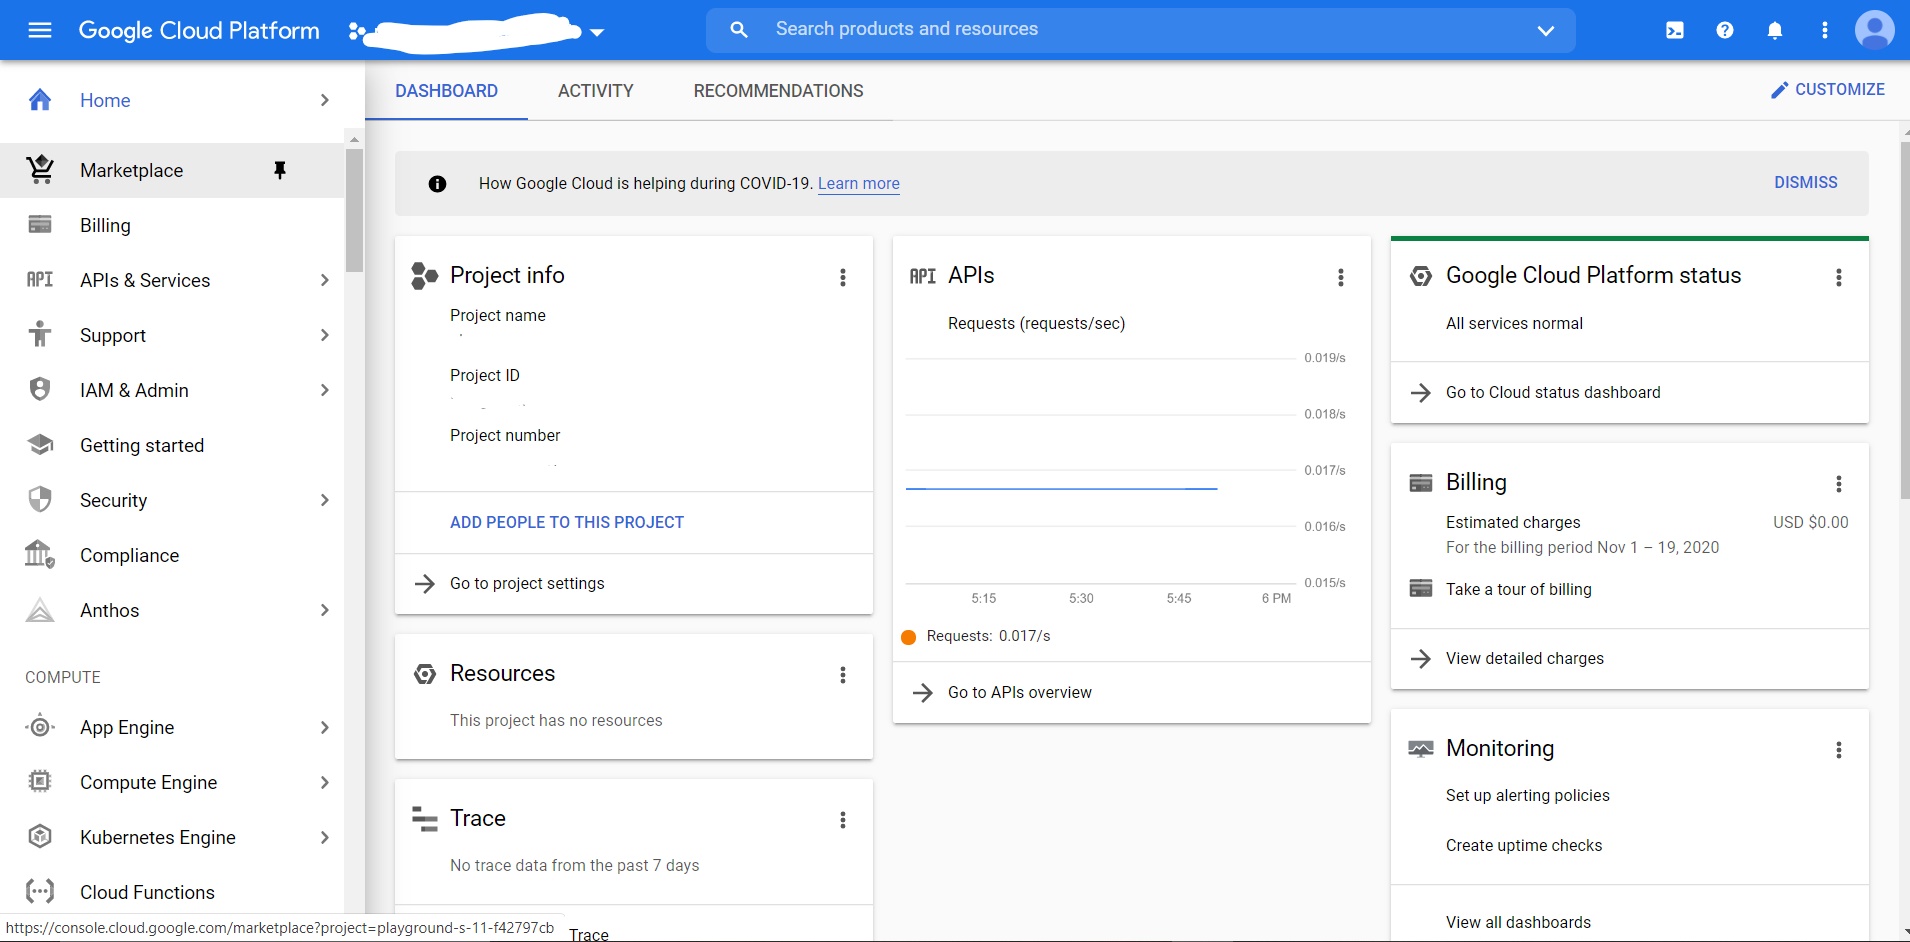 Google Cloud Platform
Search products and resources
Home
Marketplace
Billing
API
APIs & Services
Support
IAM & Admin
Getting started
Security
Compliance
Anthos
COMPUTE
App Engine
Compute Engine
Kubernetes Engine
Cloud Functions
https://console.cloud.google.com/marketplace?project=playground-s-11-f42797cb
DASHBOARD
ACTIVITY
RECOMMENDATIONS
CUSTOMIZE
How Google Cloud is helping during COVID-19. Learn more
DISMISS
Project info
Project name
Project ID
Project number
ADD PEOPLE TO THIS PROJECT
Go to project settings
Resources
This project has no resources
Trace
No trace data from the past 7 days
Trace
API
APIs
Requests (requests/sec)
0.019/s
0.018/s
0.017/s
0.016/s
0.015/s
5:15
5:30
5:45
6 PM
Requests: 0.017/s
Go to APIs overview
Google Cloud Platform status
All services normal
Go to Cloud status dashboard
Billing
Estimated charges
USD $0.00
For the billing period Nov 1 – 19, 2020
Take a tour of billing
View detailed charges
Monitoring
Set up alerting policies
Create uptime checks
View all dashboards